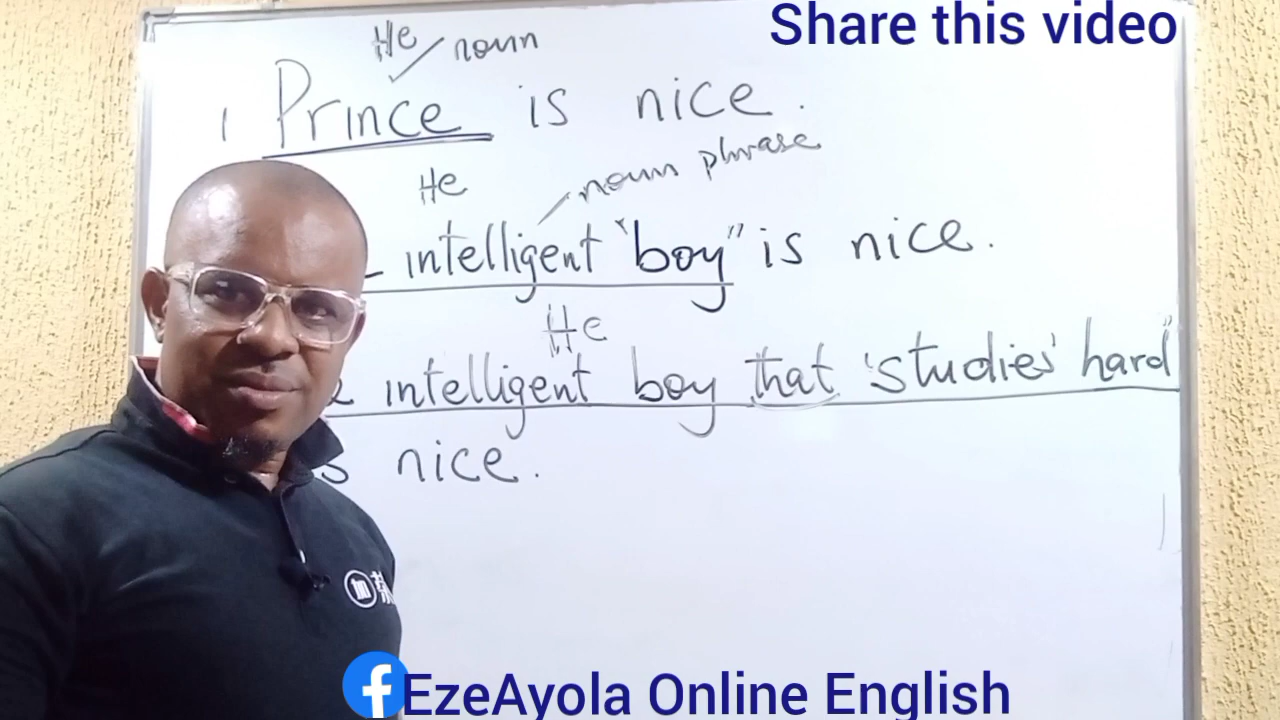 Share this video
He noun
1 Prince is nice.
He noun phrase
intelligent "boy" is nice.
He
intelligent boy that 'studies' hard"
s nice.
EzeAyola Online English